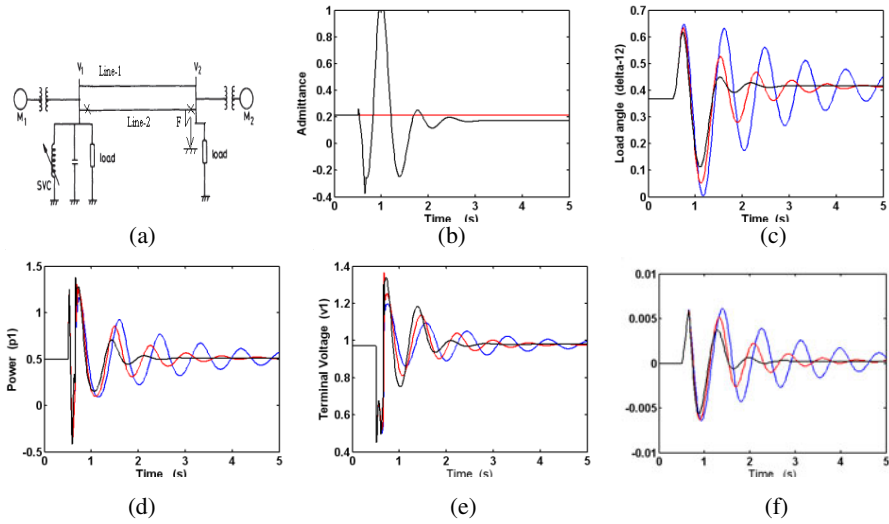 V1
V2
Line-1
M1
Line-2
F
M2
load
load
SVC
(a)
1
0.8
0.6
0.4
0.2
0
-0.2
-0.4
0 1 2 3 4 5
Admittance
Time (s)
(b)
0.7
0.6
0.5
0.4
0.3
0.2
0.1
0
0 1 2 3 4 5
Load angle (delta-12)
Time (s)
(c)
1.5
1
0.5
0
-0.5
0 1 2 3 4 5
Power (p1)
Time (s)
(d)
1.4
1.2
1
0.8
0.6
0.4
0 1 2 3 4 5
Terminal Voltage (v1)
Time (s)
(e)
0.01
0.005
0
-0.005
-0.01
0 1 2 3 4 5
Time (s)
(f)